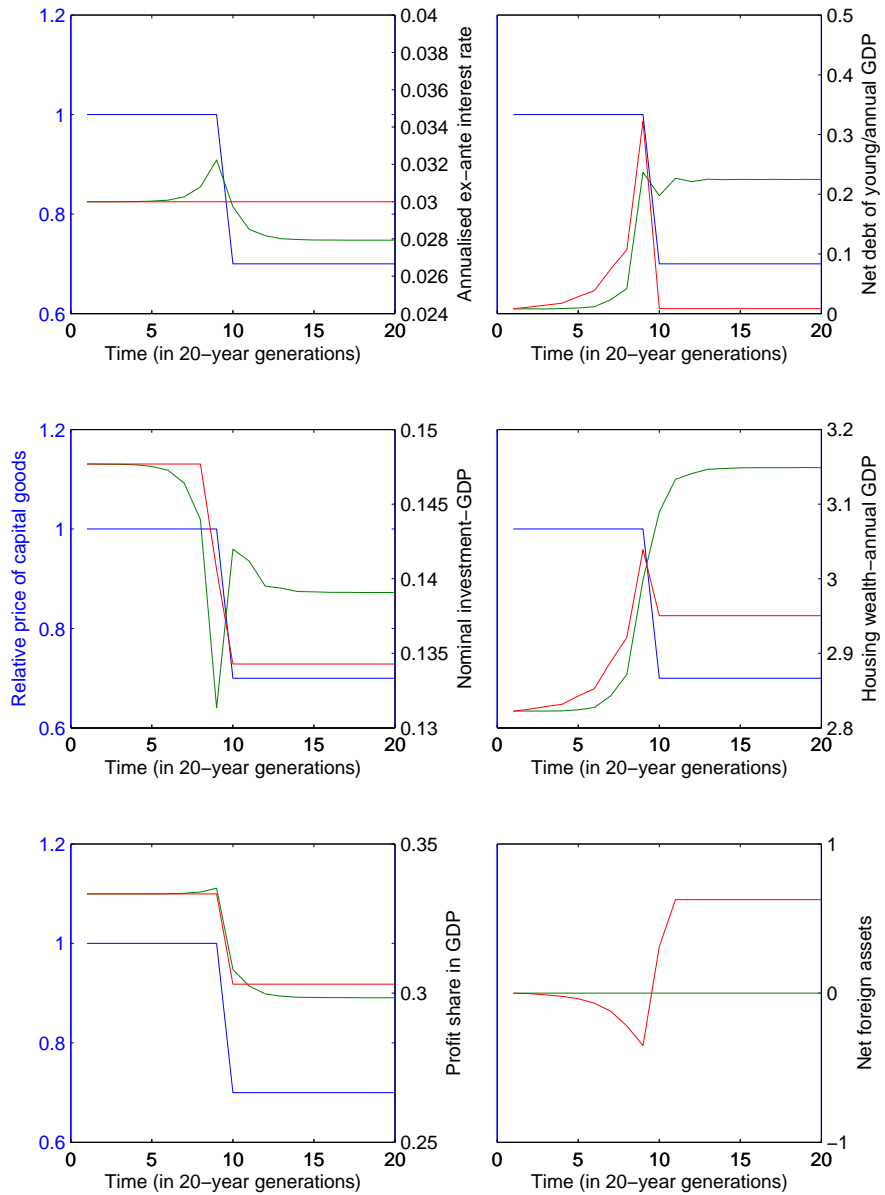 1.2
1
0.8
0.6
0.04
0.038
0.036
0.034
0.032
0.03
0.028
0.026
0.024
Annualised ex−ante interest rate
0 5 10 15 20
Time (in 20−year generations)
0.5
0.4
0.3
0.2
0.1
0
Net debt of young/annual GDP
0 5 10 15 20
Time (in 20−year generations)
Relative price of capital goods
1.2
1
0.8
0.6
0.15
0.145
0.14
0.135
0.13
Nominal investment−GDP
0 5 10 15 20
Time (in 20−year generations)
3.2
3.1
3
2.9
2.8
Housing wealth−annual GDP
0 5 10 15 20
Time (in 20−year generations)
1.2
1
0.8
0.6
0.35
0.3
0.25
Profit share in GDP
0 5 10 15 20
Time (in 20−year generations)
1
0
−1
Net foreign assets
0 5 10 15 20
Time (in 20−year generations)